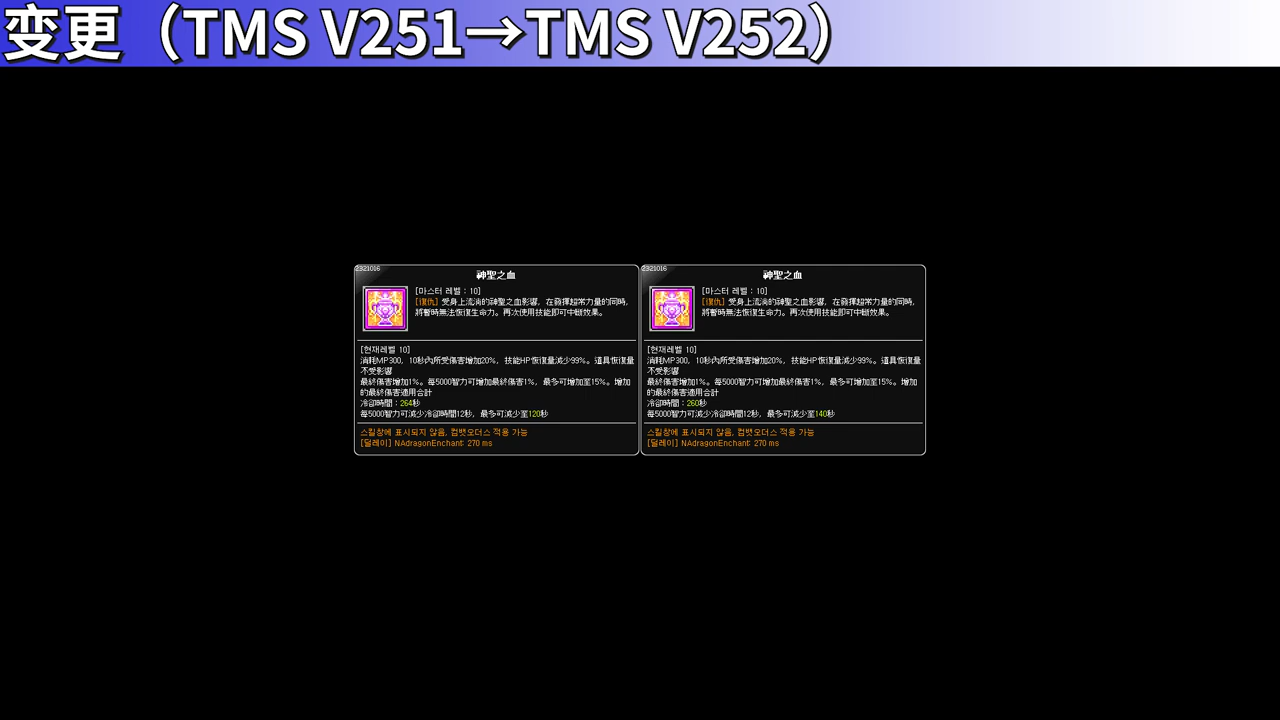 变更（TMS V251→TMS V252）
2321016
神聖之血
[마스터 레벨 : 10]
[復仇] 受身上流淌的神聖之血影響，在發揮超常力量的同時，
將暫時無法恢復生命力。再次使用技能即可中斷效果。
[현재레벨 10]
消耗MP300，10秒內所受傷害增加20%，技能HP恢復量減少99%。道具恢復量
不受影響
最終傷害增加1%。每5000智力可增加最終傷害1%，最多可增加至15%。增加
的最終傷害適用合計
冷卻時間：264秒
每5000智力可減少冷卻時間12秒，最多可減少至120秒
스킬창에 표시되지 않음, 컴뱃오더스 적용 가능
[딜레이] NAdragonEnchant: 270 ms
2321016
神聖之血
[마스터 레벨 : 10]
[復仇] 受身上流淌的神聖之血影響，在發揮超常力量的同時，
將暫時無法恢復生命力。再次使用技能即可中斷效果。
[현재레벨 10]
消耗MP300，10秒內所受傷害增加20%，技能HP恢復量減少99%。道具恢復量
不受影響
最終傷害增加1%。每5000智力可增加最終傷害1%，最多可增加至15%。增加
的最終傷害適用合計
冷卻時間：260秒
每5000智力可減少冷卻時間12秒，最多可減少至140秒
스킬창에 표시되지 않음, 컴뱃오더스 적용 가능
[딜레이] NAdragonEnchant: 270 ms